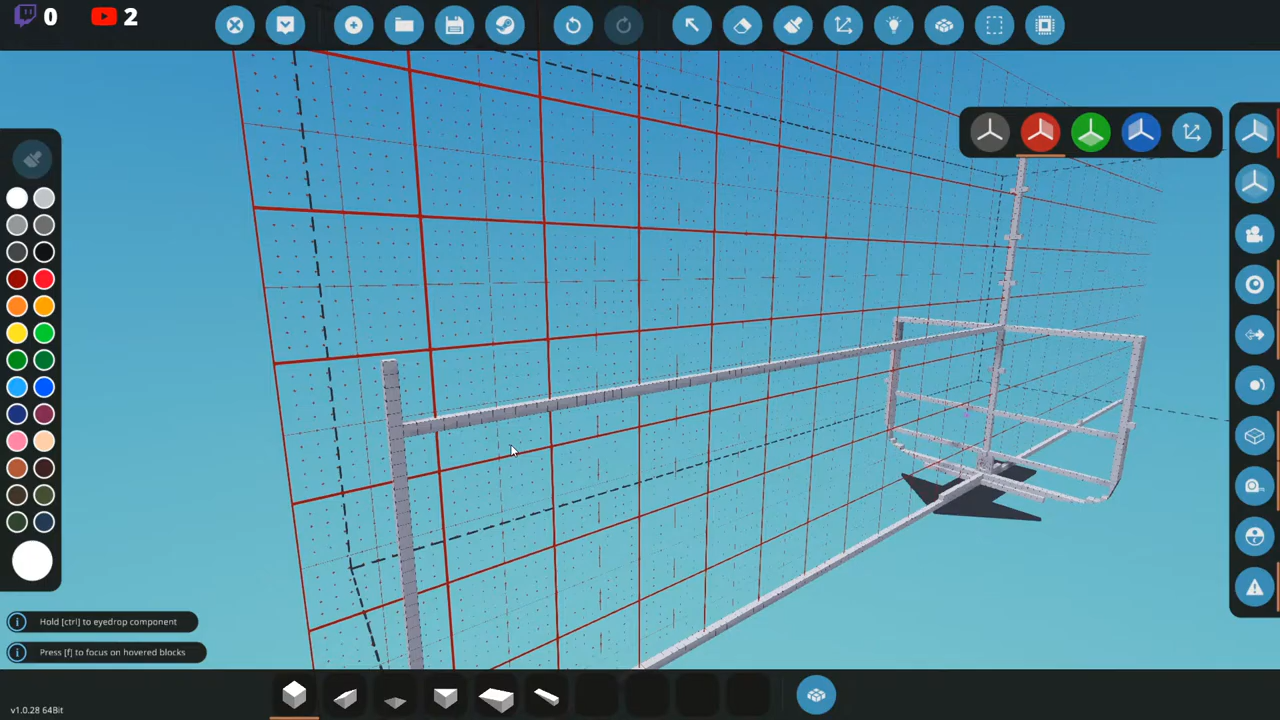 0
2
Hold [ctrl] to eyedrop component
Press [f] to focus on hovered blocks
v1.0.28 64Bit